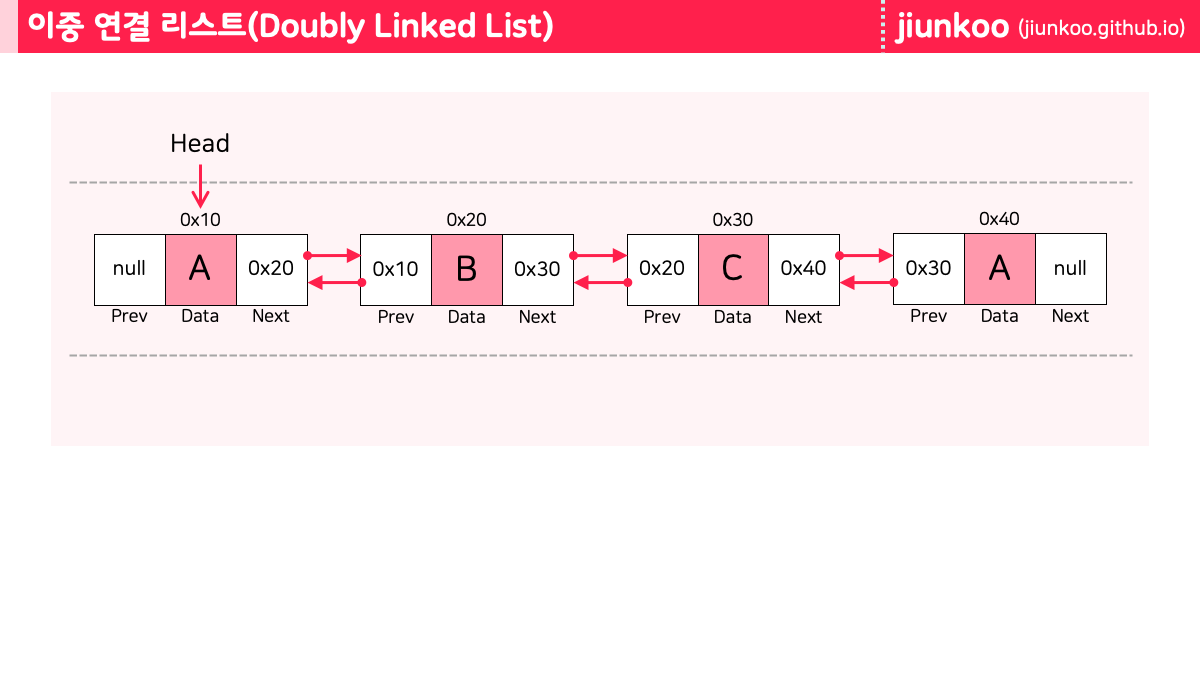 이중 연결 리스트(Doubly Linked List)
jiunkoo (jiunkoo.github.io)
Head
0x10 0x20 0x30 0x40
null A 0x20 0x10 B 0x30 0x20 C 0x40 0x30 A null
Prev Data Next Prev Data Next Prev Data Next Prev Data Next